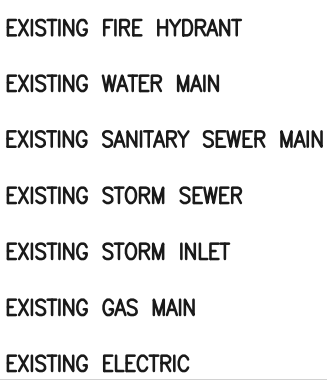 EXISTING FIRE HYDRANT
EXISTING WATER MAIN
EXISTING SANITARY SEWER MAIN
EXISTING STORM SEWER
EXISTING STORM INLET
EXISTING GAS MAIN
EXISTING ELECTRIC